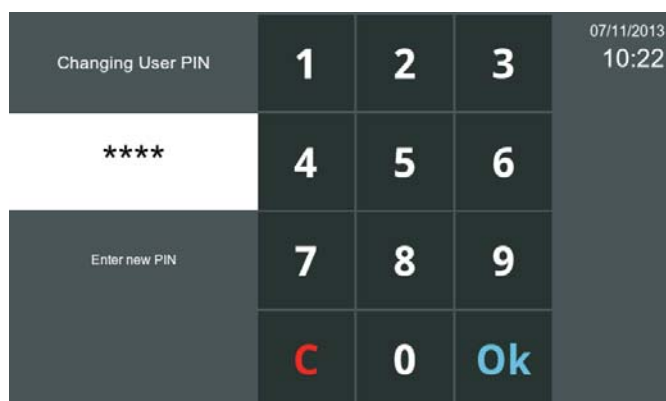 Changing User PIN
****
Enter new PIN
1 2 3
4 5 6
7 8 9
C 0 Ok
07/11/2013
10:22